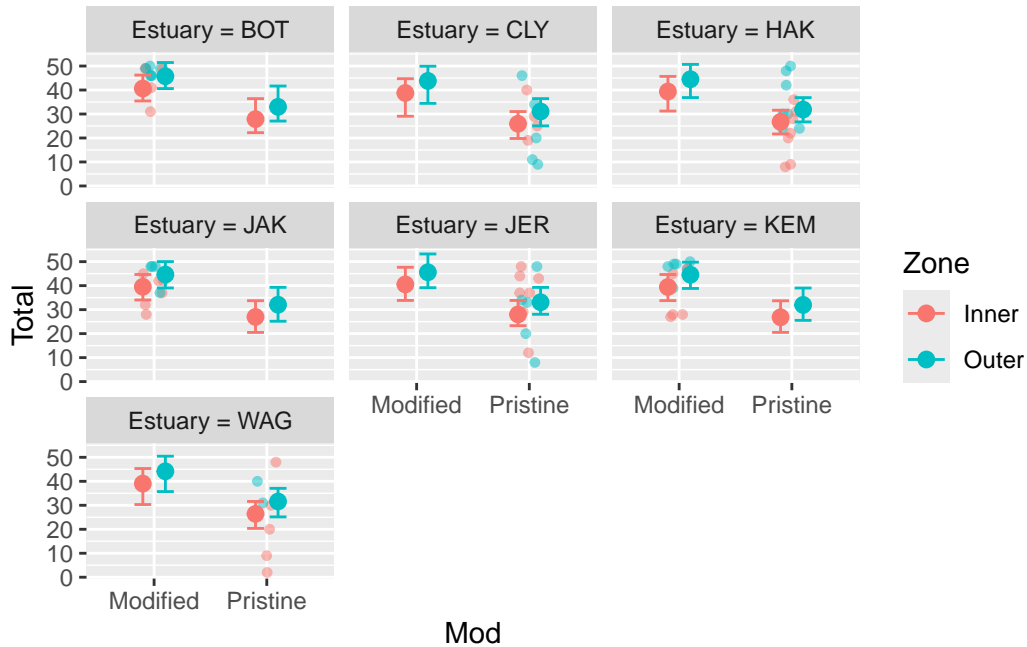 Estuary = BOT
Estuary = CLY
Estuary = HAK
50
40
30
20
10
0
Estuary = JAK
Estuary = JER
Estuary = KEM
50
40
30
20
10
0
Modified Pristine
Modified Pristine
Estuary = WAG
50
40
30
20
10
0
Modified Pristine
Mod
Total
Zone
Inner
Outer